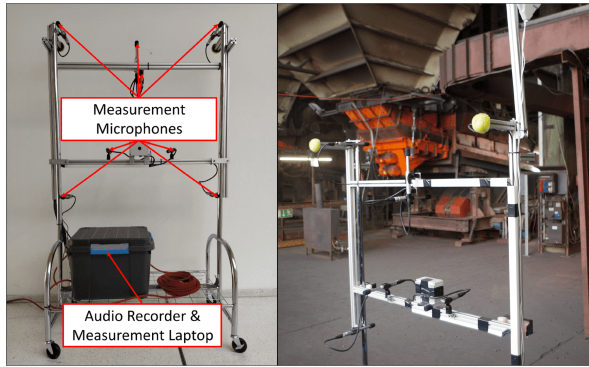 Measurement
Microphones
Audio Recorder &
Measurement Laptop